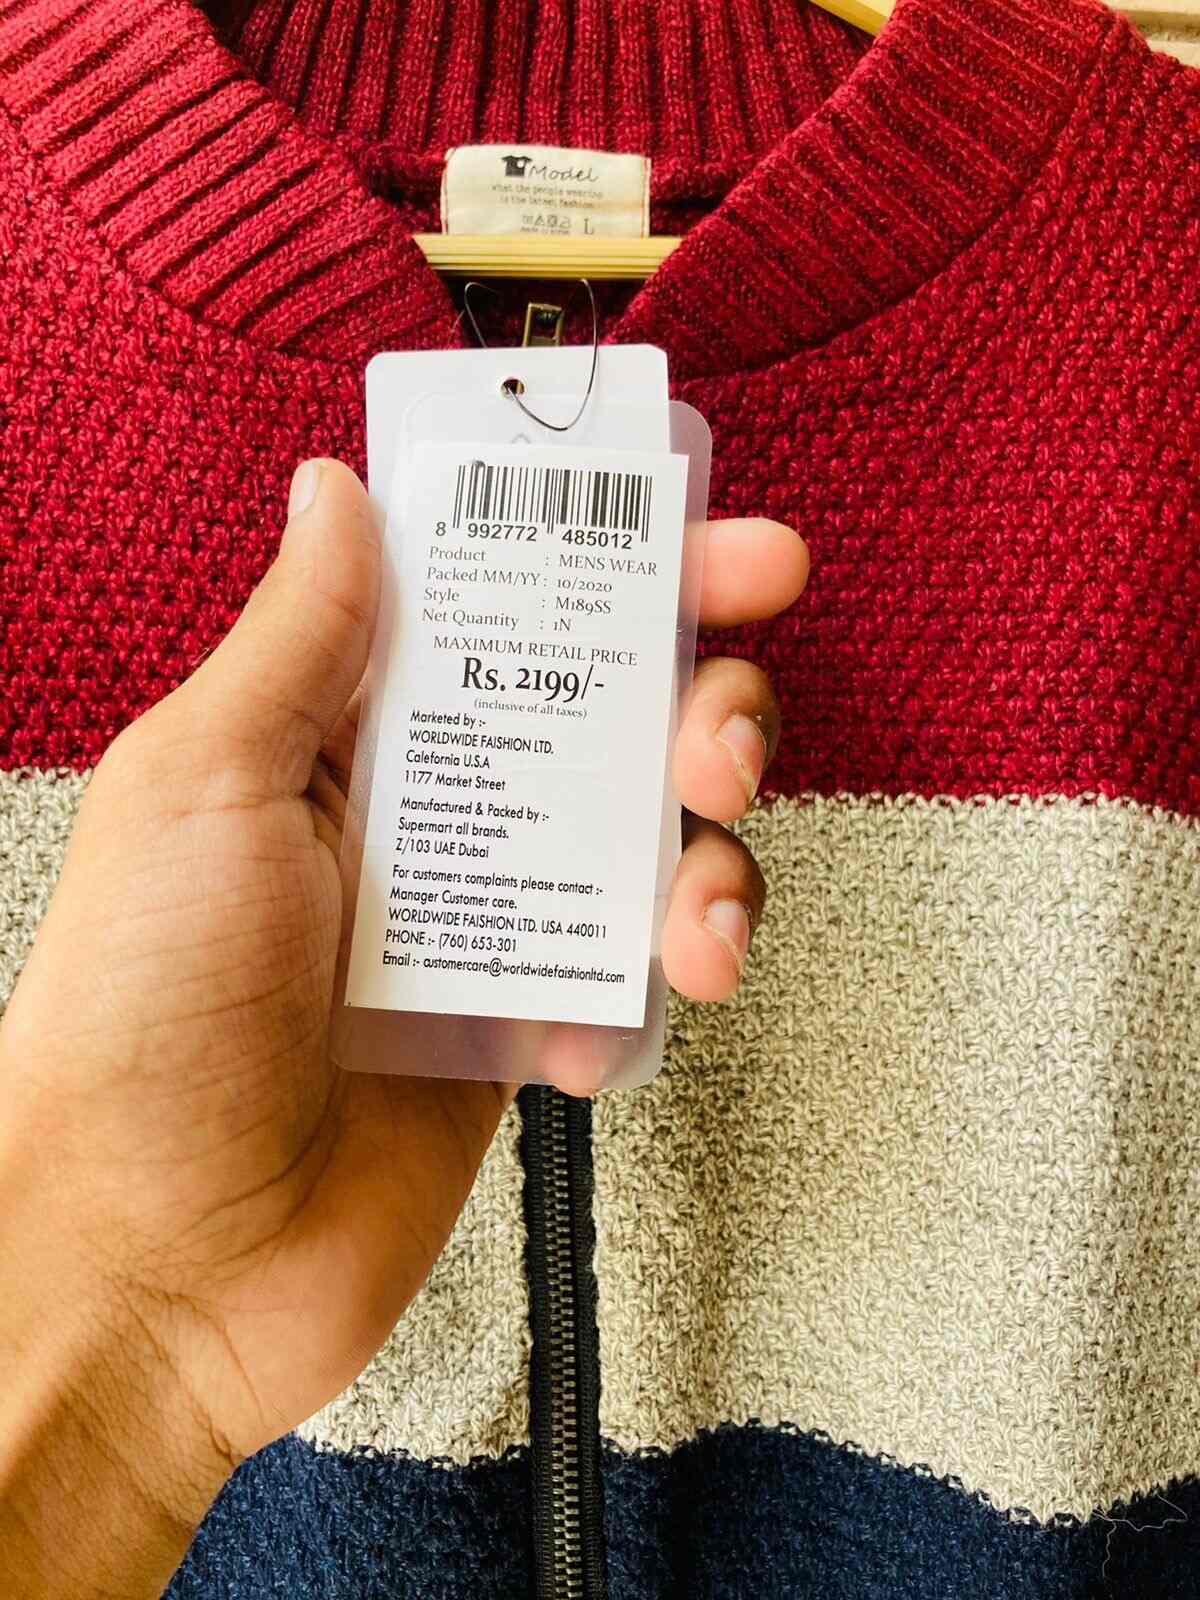 Model
what the people wearing
is the latest fashion
L
8 992772 485012
Product : MENS WEAR
Packed MM/YY : 10/2020
Style : M189SS
Net Quantity : 1N
MAXIMUM RETAIL PRICE
Rs. 2199/-
(inclusive of all taxes)
Marketed by :-
WORLDWIDE FAISHION LTD.
Calefornia U.S.A
1177 Market Street
Manufactured & Packed by :-
Supermart all brands.
Z/103 UAE Dubai
For customers complaints please contact :-
Manager Customer care.
WORLDWIDE FAISHION LTD. USA 440011
PHONE :- (760) 653-301
Email :- customercare@worldwidefaishionltd.com